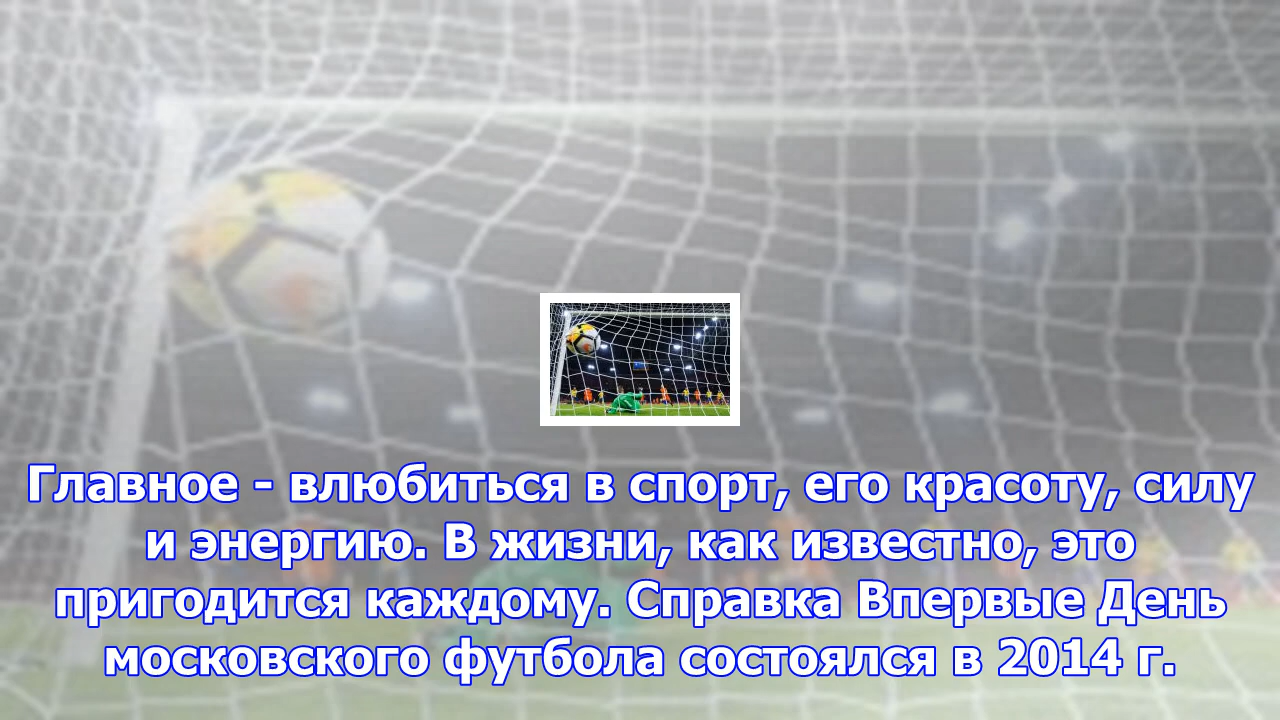 Главное - влюбиться в спорт, его красоту, силу
и энергию. В жизни, как известно, это
пригодится каждому. Справка Впервые День
московского футбола состоялся в 2014 г.